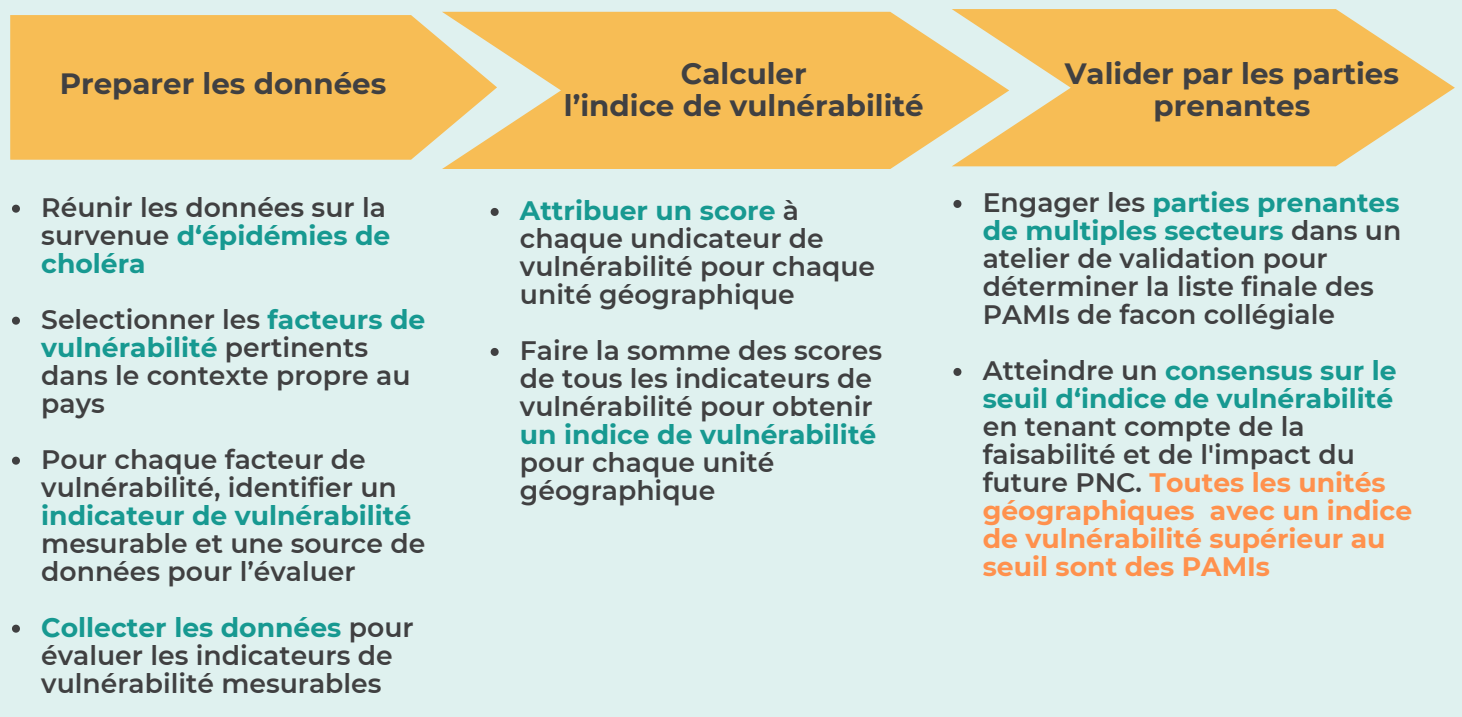 Preparer les données
Calculer
l’indice de vulnérabilité
Valider par les parties
prenantes
• Réunir les données sur la
survenue d‘épidémies de
choléra
• Selectionner les facteurs de
vulnérabilité pertinents
dans le contexte propre au
pays
• Pour chaque facteur de
vulnérabilité, identifier un
indicateur de vulnérabilité
mesurable et une source de
données pour l’évaluer
• Collecter les données pour
évaluer les indicateurs de
vulnérabilité mesurables
• Attribuer un score à
chaque undicateur de
vulnérabilité pour chaque
unité géographique
• Faire la somme des scores
de tous les indicateurs de
vulnérabilité pour obtenir
un indice de vulnérabilité
pour chaque unité
géographique
• Engager les parties prenantes
de multiples secteurs dans un
atelier de validation pour
déterminer la liste finale des
PAMIs de facon collégiale
• Atteindre un consensus sur le
seuil d‘indice de vulnérabilité
en tenant compte de la
faisabilité et de l'impact du
future PNC. Toutes les unités
géographiques  avec un indice
de vulnérabilité supérieur au
seuil sont des PAMIs